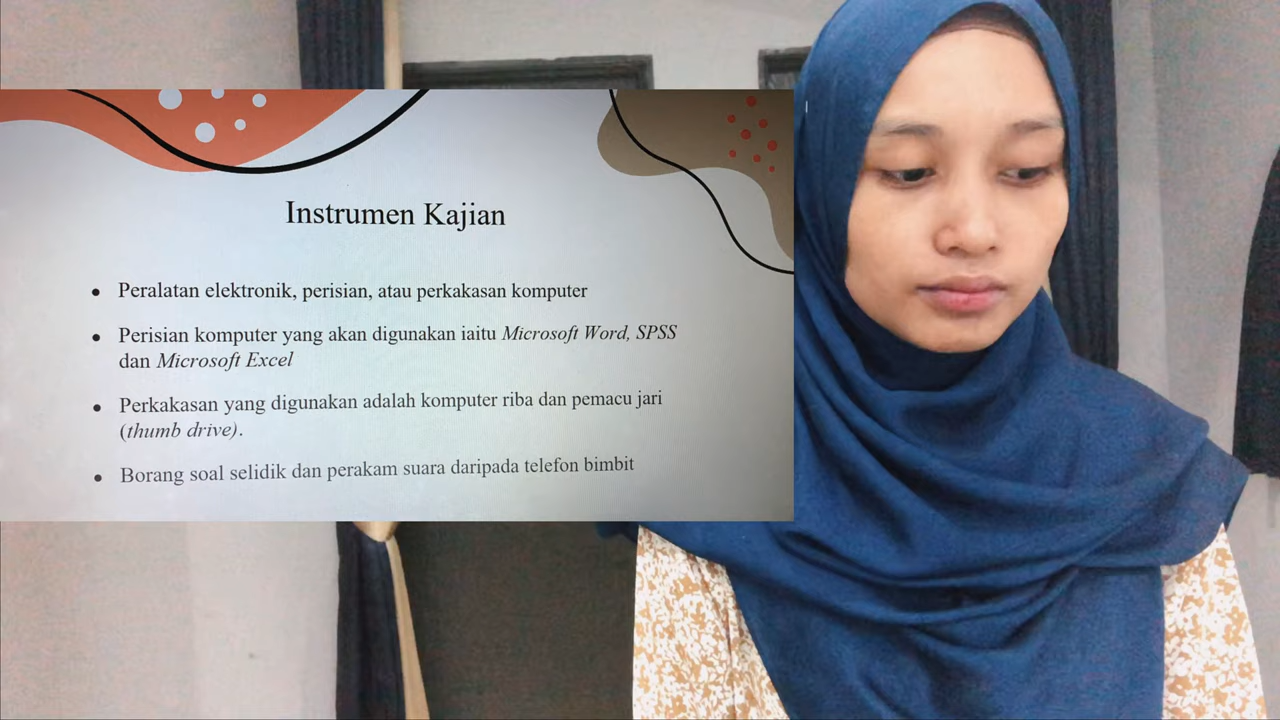 Instrumen Kajian
Peralatan elektronik, perisian, atau perkakasan komputer
Perisian komputer yang akan digunakan iaitu Microsoft Word, SPSS
dan Microsoft Excel
Perkakasan yang digunakan adalah komputer riba dan pemacu jari
(thumb drive).
Borang soal selidik dan perakam suara daripada telefon bimbit